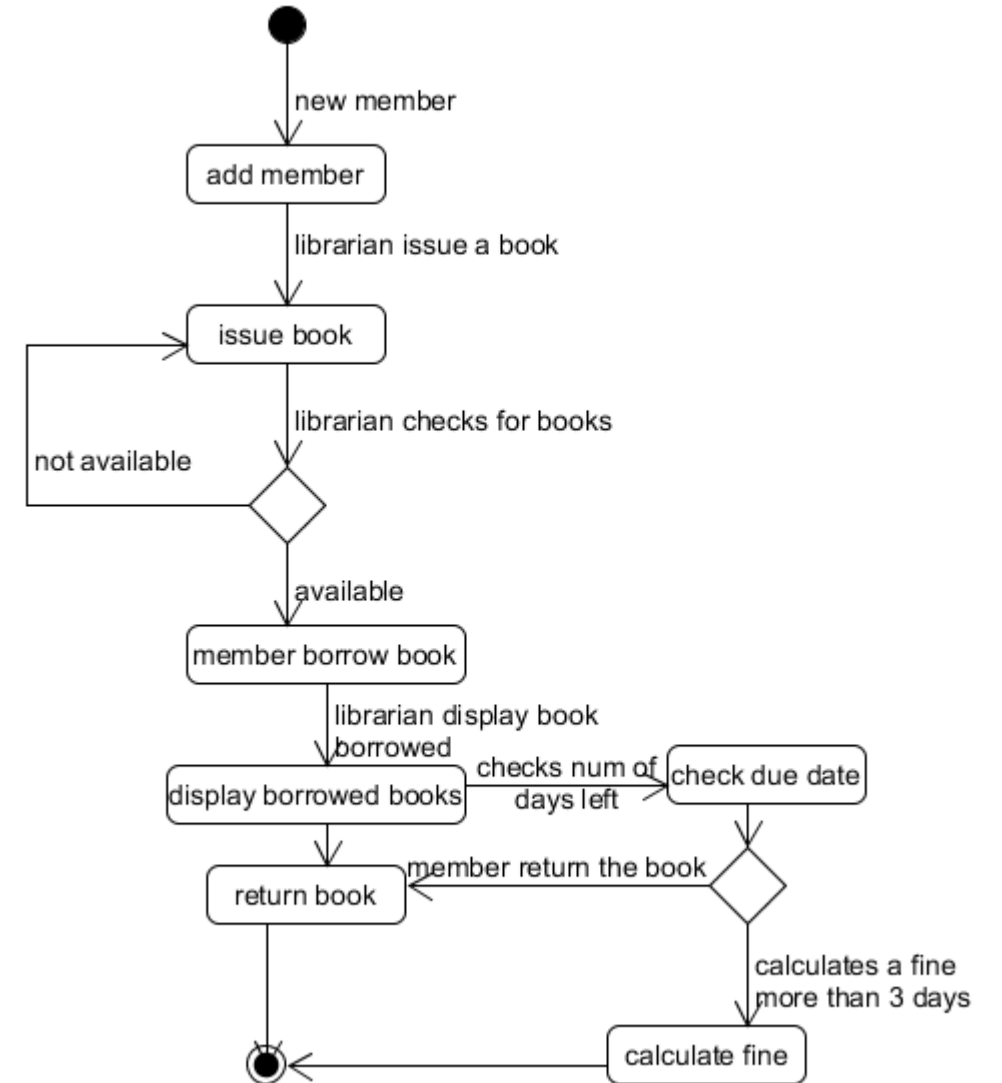 new member
add member
librarian issue a book
issue book
librarian checks for books
not available
available
member borrow book
librarian display book
borrowed
checks num of
days left
check due date
display borrowed books
member return the book
return book
calculates a fine
more than 3 days
calculate fine